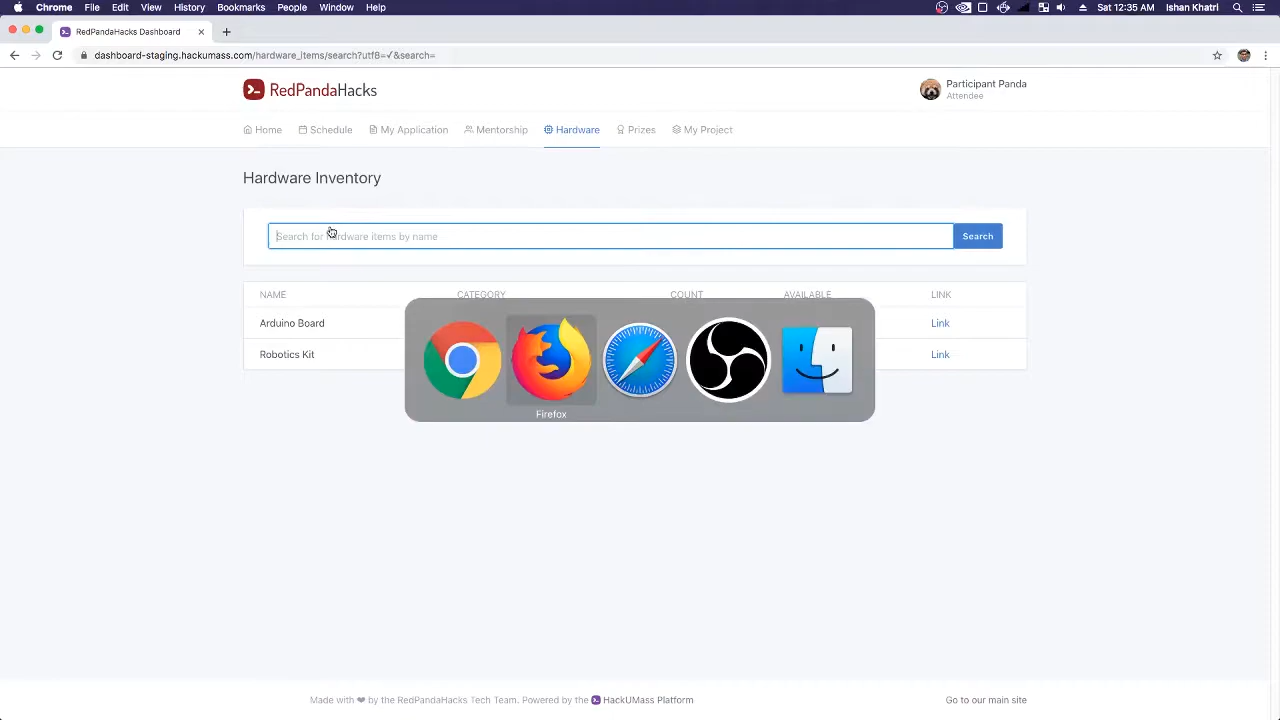 Chrome File Edit View History Bookmarks People Window Help Sat 12:35 AM Ishan Khatri
RedPandaHacks Dashboard
dashboard-staging.hackumass.com/hardware_items/search?utf8=✓&search=
RedPandaHacks
Participant Panda
Attendee
Home Schedule My Application Mentorship Hardware Prizes My Project
Hardware Inventory
Search for hardware items by name Search
NAME CATEGORY COUNT AVAILABLE LINK
Arduino Board Link
Robotics Kit Link
Firefox
Made with ❤ by the RedPandaHacks Tech Team. Powered by the HackUMass Platform Go to our main site